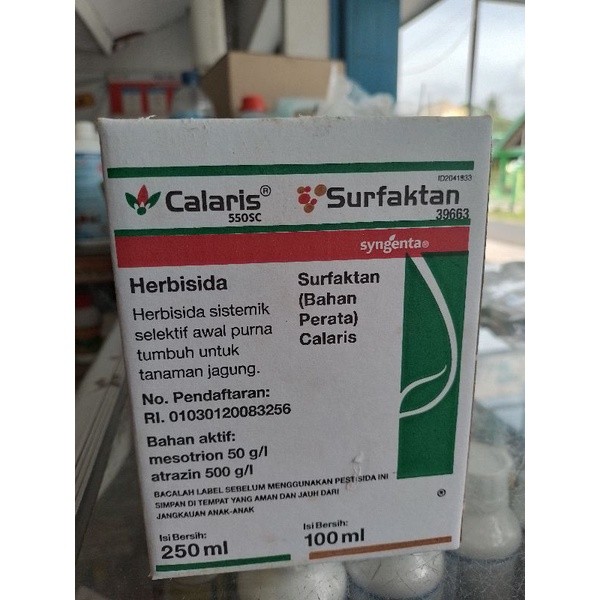 ID2041833
Calaris®
550SC
Surfaktan
39663
syngenta®
Herbisida
Herbisida sistemik
selektif awal purna
tumbuh untuk
tanaman jagung.
No. Pendaftaran:
RI. 01030120083256
Bahan aktif:
mesotrion 50 g/l
atrazin 500 g/l
Surfaktan
(Bahan
Perata)
Calaris
BACALAH LABEL SEBELUM MENGGUNAKAN PESTISIDA INI
SIMPAN DI TEMPAT YANG AMAN DAN JAUH DARI
JANGKAUAN ANAK-ANAK
®
Isi Bersih:
250 ml
Isi Bersih:
100 ml